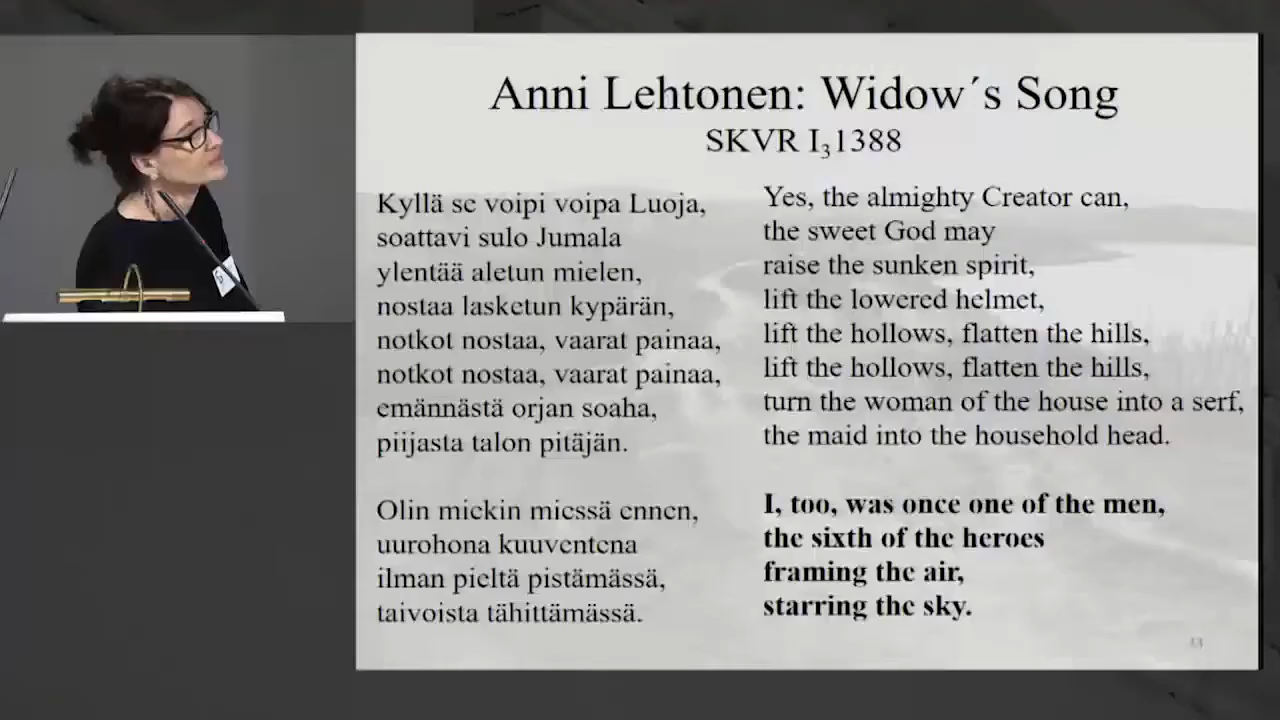 Anni Lehtonen: Widow´s Song
SKVR I₃1388
Kyllä se voipi voipa Luoja,
soattavi sulo Jumala
ylentää aletun mielen,
nostaa lasketun kypärän,
notkot nostaa, vaarat painaa,
notkot nostaa, vaarat painaa,
emännästä orjan soaha,
piijasta talon pitäjän.
Olin miekin miessä ennen,
uurohona kuuventena
ilman pieltä pistämässä,
taivoista tähittämässä.
Yes, the almighty Creator can,
the sweet God may
raise the sunken spirit,
lift the lowered helmet,
lift the hollows, flatten the hills,
lift the hollows, flatten the hills,
turn the woman of the house into a serf,
the maid into the household head.
I, too, was once one of the men,
the sixth of the heroes
framing the air,
starring the sky.